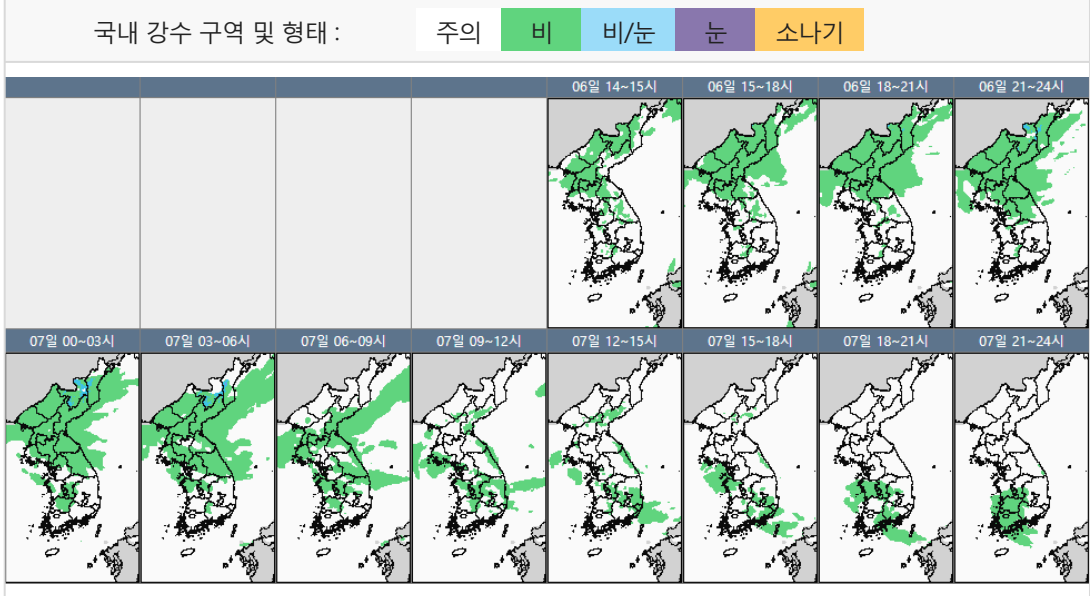 국내 강수 구역 및 형태 : 주의 비 비/눈 눈 소나기
06일 14~15시 06일 15~18시 06일 18~21시 06일 21~24시
07일 00~03시 07일 03~06시 07일 06~09시 07일 09~12시 07일 12~15시 07일 15~18시 07일 18~21시 07일 21~24시